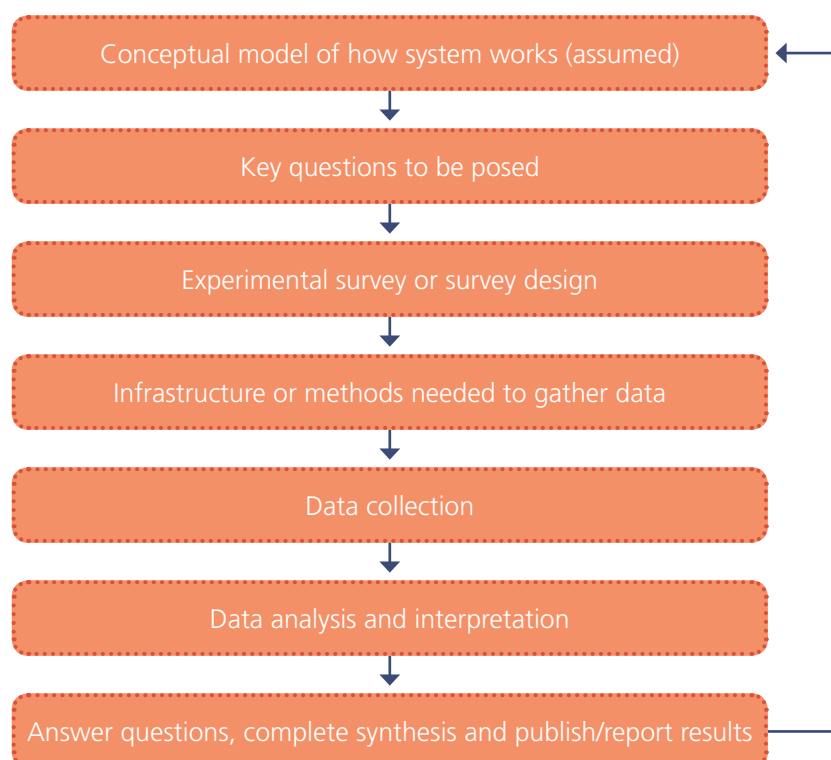 Conceptual model of how system works (assumed)
Key questions to be posed
Experimental survey or survey design
Infrastructure or methods needed to gather data
Data collection
Data analysis and interpretation
Answer questions, complete synthesis and publish/report results